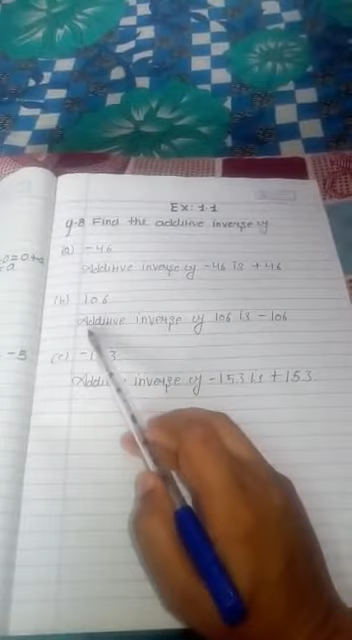 Ex: 1.1
Q.8 Find the additive inverse of
(a) -46
Additive inverse of -46 is +46
(b) 106
Additive inverse of 106 is -106
(c)
inverse of -153 is +153
-5